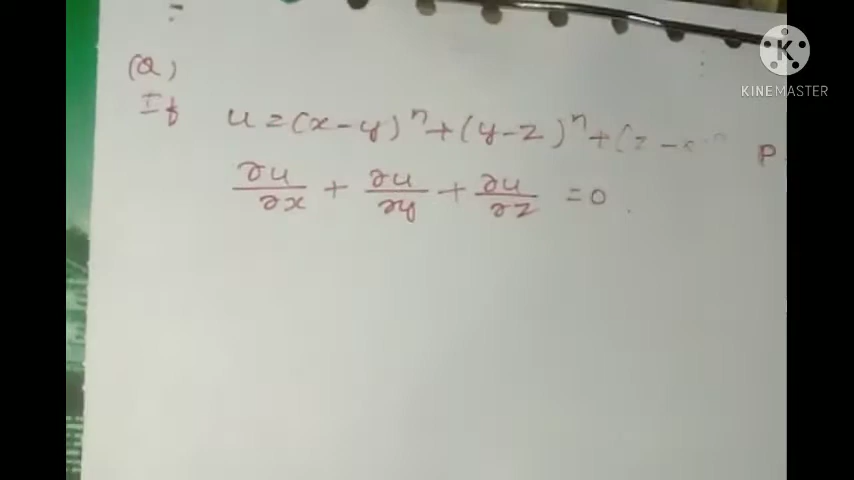 K
KINEMASTER
(Q)
If u = (x-y)ⁿ + (y-z)ⁿ + (z-x)ⁿ P
∂u/∂x + ∂u/∂y + ∂u/∂z = 0.